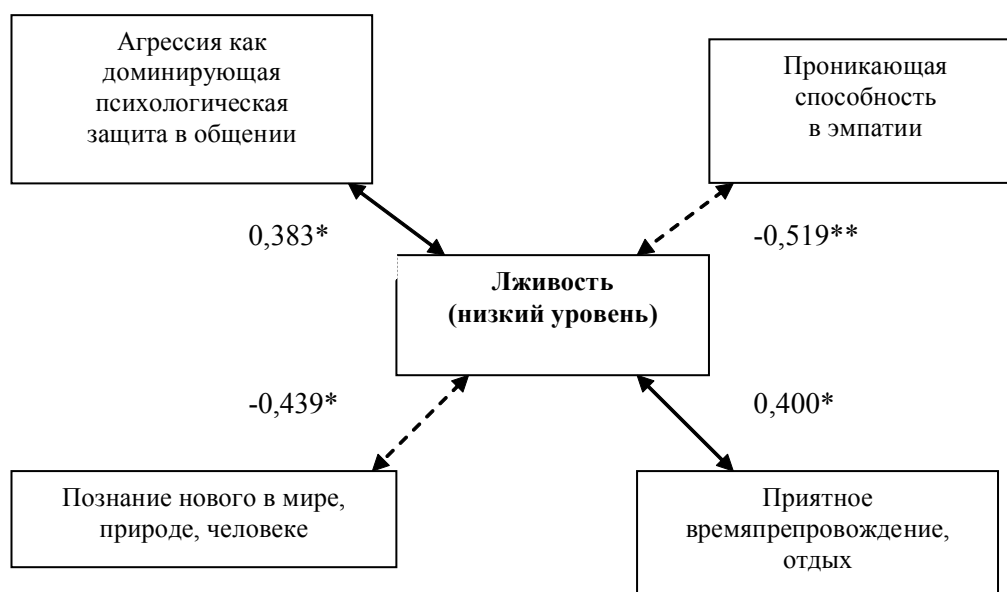 Агрессия как
доминирующая
психологическая
защита в общении
Проникающая
способность
в эмпатии
0,383*
-0,519**
Лживость
(низкий уровень)
-0,439*
0,400*
Познание нового в мире,
природе, человеке
Приятное
времяпрепровождение,
отдых